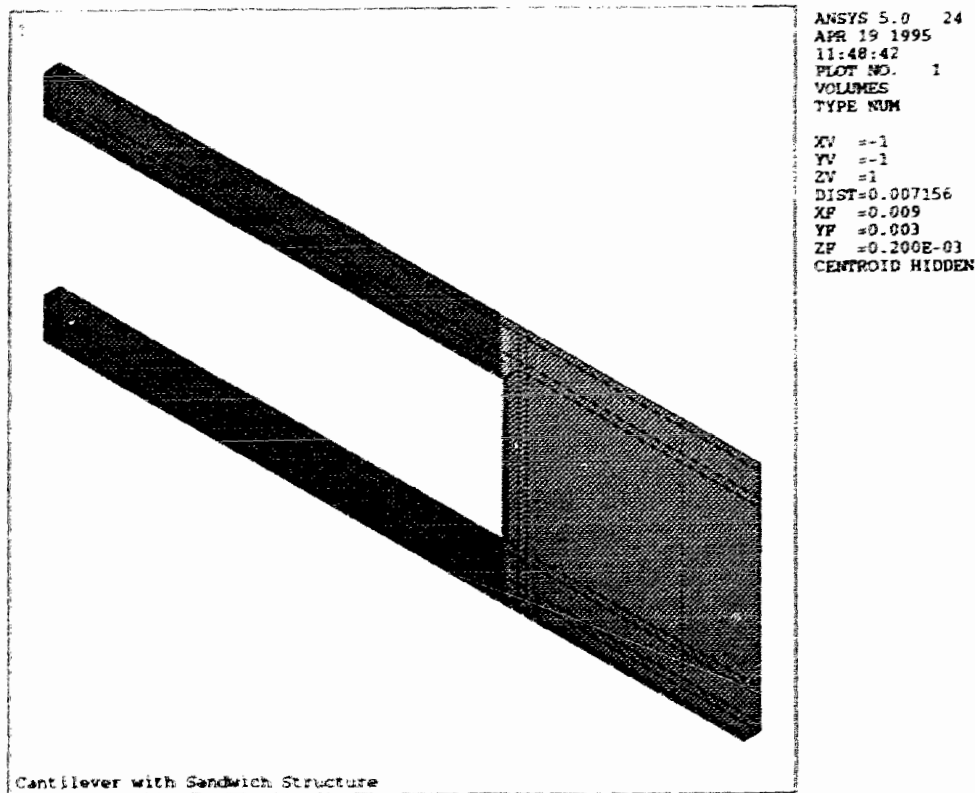 ANSYS 5.0 24
APR 19 1995
11:48:42
PLOT NO. 1
VOLUMES
TYPE NUM
XV =-1
YV =-1
ZV =1
DIST=0.007156
XF =0.009
YF =0.003
ZF =0.200E-03
CENTROID HIDDEN
Cantilever with Sandwich Structure